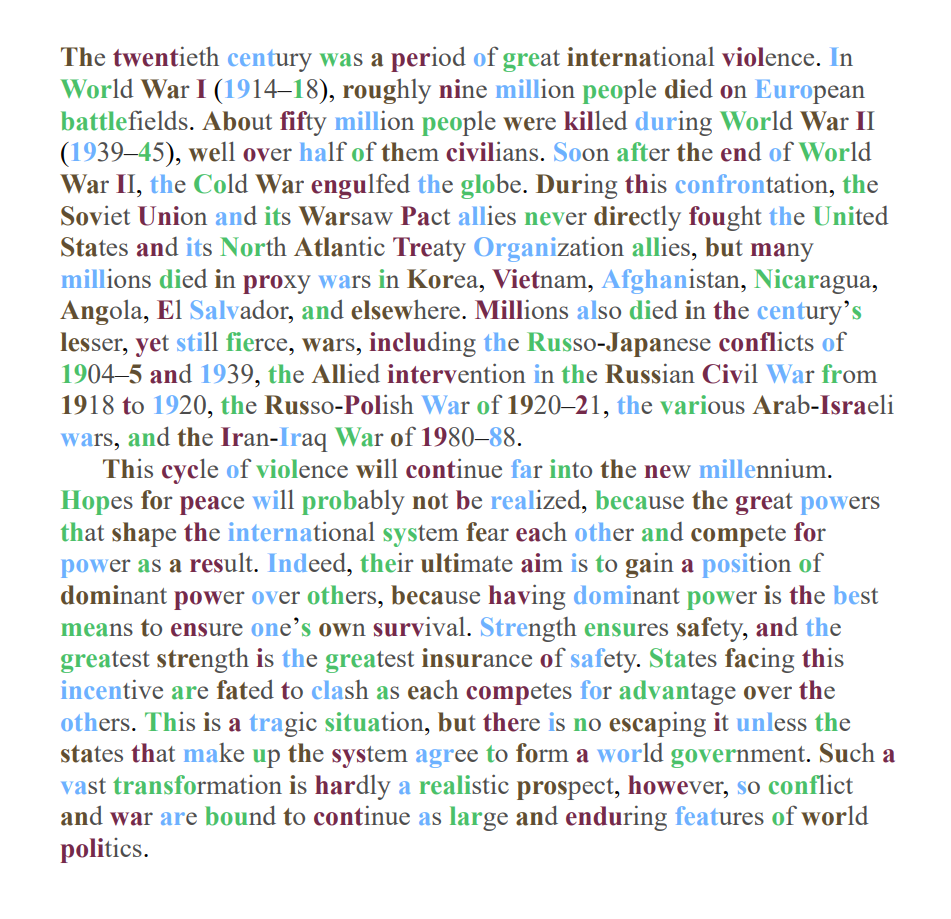 The twentieth century was a period of great international violence. In
World War I (1914–18), roughly nine million people died on European
battlefields. About fifty million people were killed during World War II
(1939–45), well over half of them civilians. Soon after the end of World
War II, the Cold War engulfed the globe. During this confrontation, the
Soviet Union and its Warsaw Pact allies never directly fought the United
States and its North Atlantic Treaty Organization allies, but many
millions died in proxy wars in Korea, Vietnam, Afghanistan, Nicaragua,
Angola, El Salvador, and elsewhere. Millions also died in the century’s
lesser, yet still fierce, wars, including the Russo-Japanese conflicts of
1904–5 and 1939, the Allied intervention in the Russian Civil War from
1918 to 1920, the Russo-Polish War of 1920–21, the various Arab-Israeli
wars, and the Iran-Iraq War of 1980–88.
This cycle of violence will continue far into the new millennium.
Hopes for peace will probably not be realized, because the great powers
that shape the international system fear each other and compete for
power as a result. Indeed, their ultimate aim is to gain a position of
dominant power over others, because having dominant power is the best
means to ensure one’s own survival. Strength ensures safety, and the
greatest strength is the greatest insurance of safety. States facing this
incentive are fated to clash as each competes for advantage over the
others. This is a tragic situation, but there is no escaping it unless the
states that make up the system agree to form a world government. Such a
vast transformation is hardly a realistic prospect, however, so conflict
and war are bound to continue as large and enduring features of world
politics.